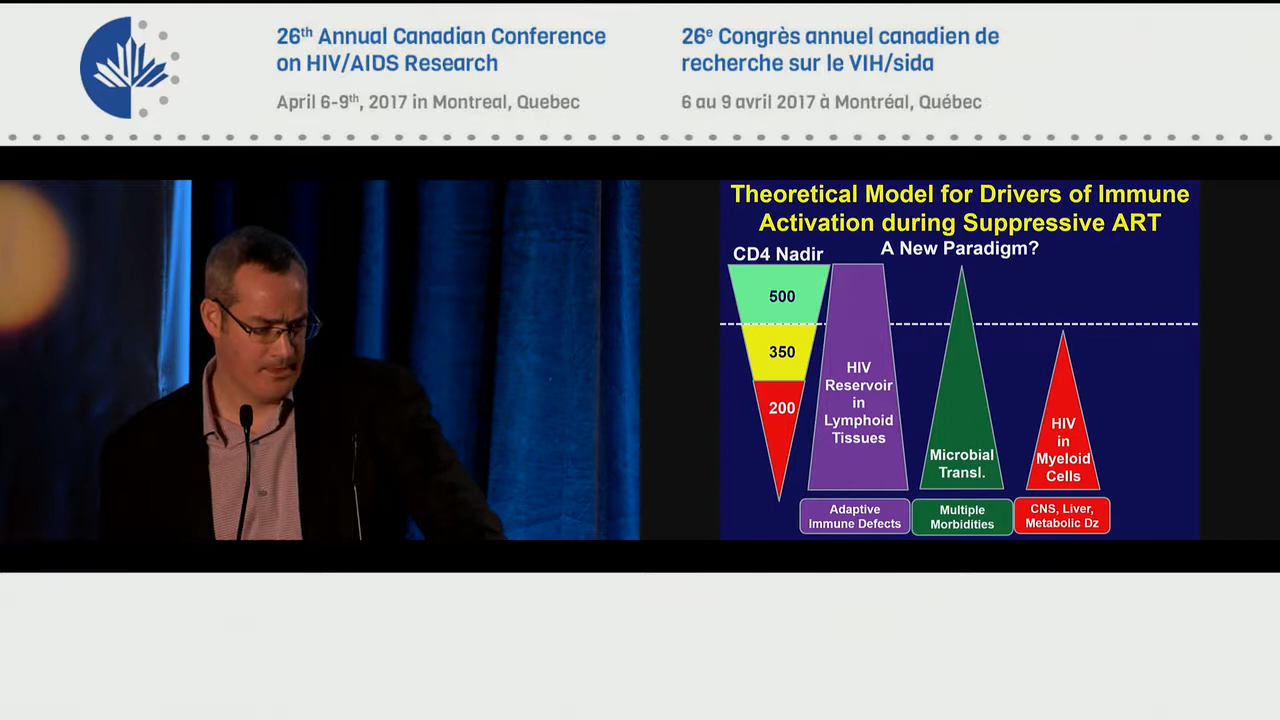 26th Annual Canadian Conference
on HIV/AIDS Research
April 6-9th, 2017 in Montreal, Quebec
26e Congrès annuel canadien de
recherche sur le VIH/sida
6 au 9 avril 2017 à Montréal, Québec
Theoretical Model for Drivers of Immune
Activation during Suppressive ART
A New Paradigm?
CD4 Nadir
500
350
200
HIV
Reservoir
in
Lymphoid
Tissues
Microbial
Transl.
HIV
in
Myeloid
Cells
Adaptive
Immune Defects
Multiple
Morbidities
CNS, Liver,
Metabolic Dz